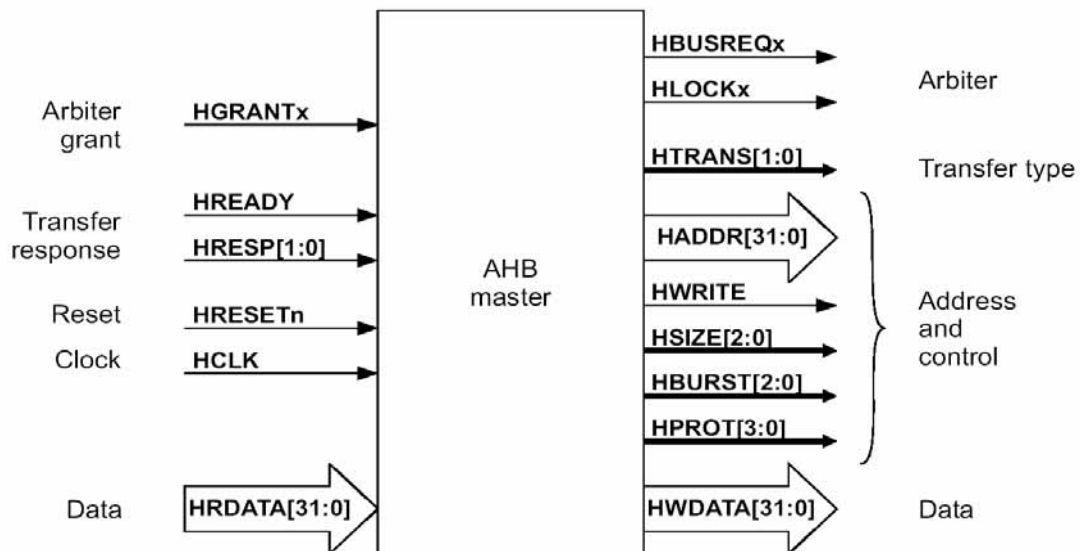 Arbiter
grant
HGRANTx
Transfer
response
HREADY
HRESP[1:0]
Reset
HRESETn
Clock
HCLK
Data
HRDATA[31:0]
AHB
master
HBUSREQx
HLOCKx
Arbiter
HTRANS[1:0]
Transfer type
HADDR[31:0]
HWRITE
HSIZE[2:0]
HBURST[2:0]
HPROT[3:0]
Address
and
control
HWDATA[31:0]
Data